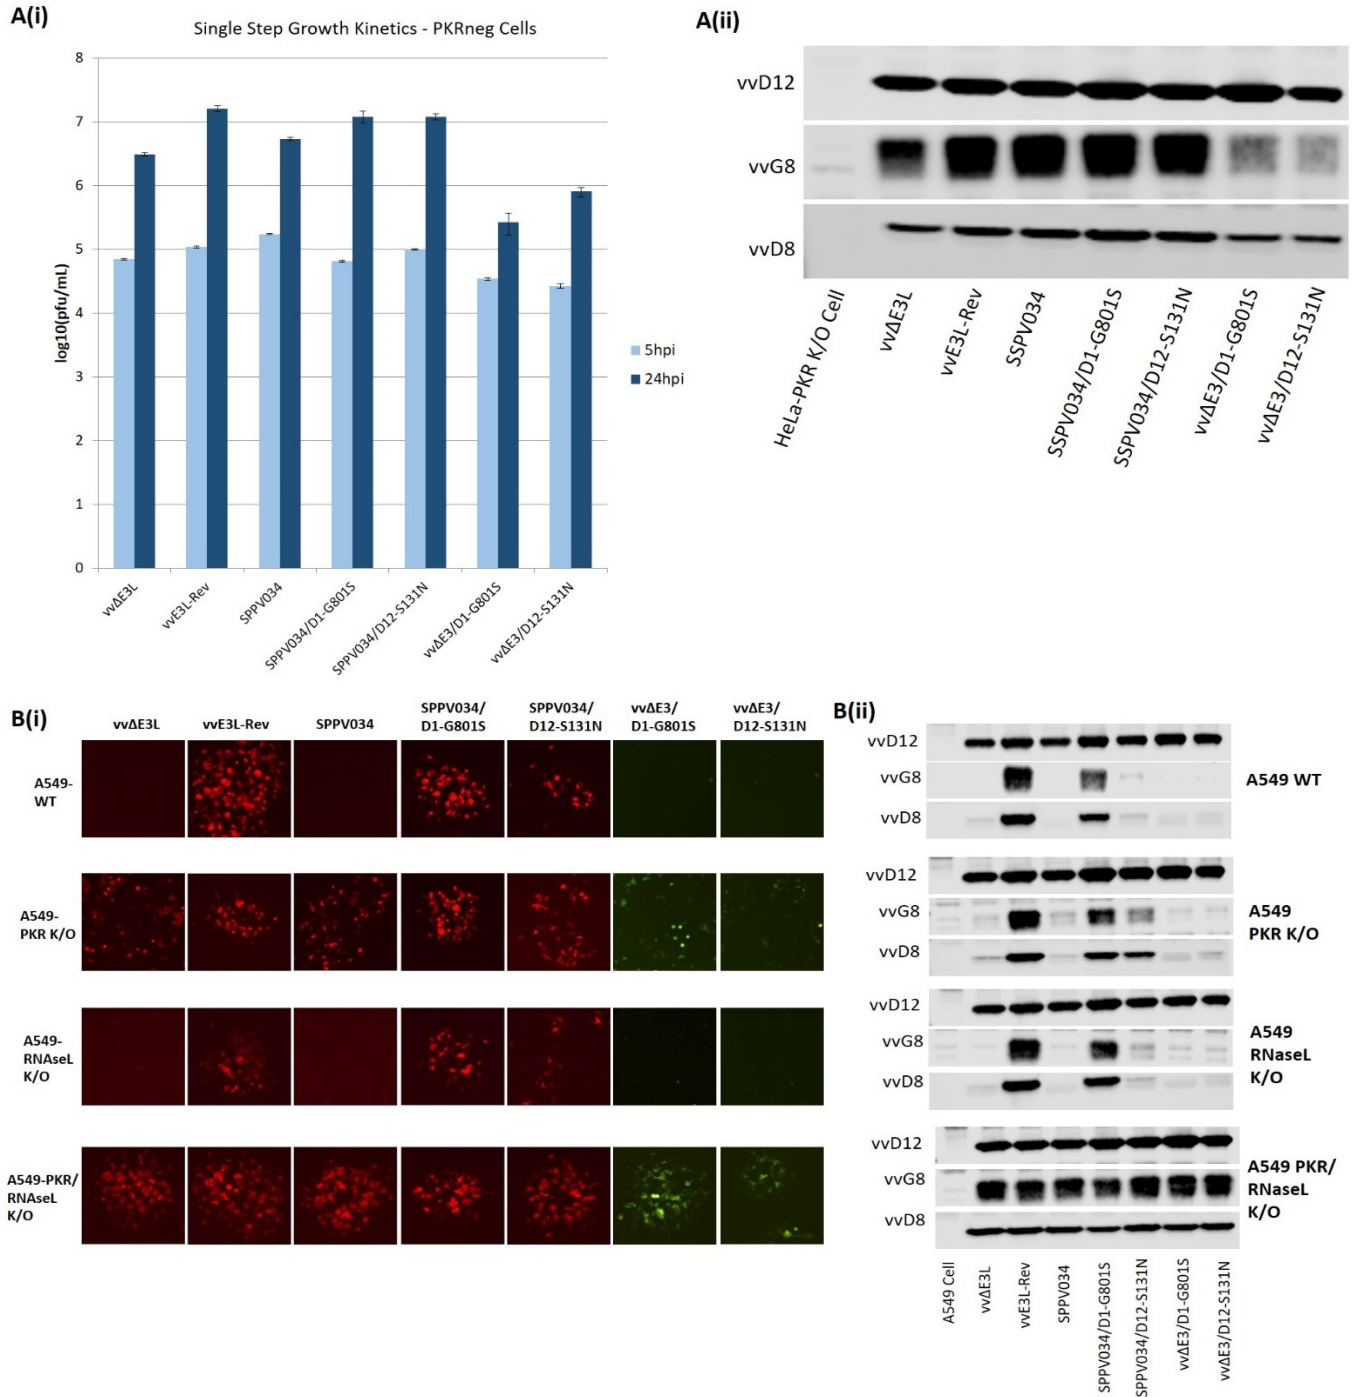 A(i)
Single Step Growth Kinetics - PKRneg Cells
8
7
6
5
4
3
2
1
0
log10(pfu/mL)
5hpi
24hpi
vvΔE3L
vvE3L-Rev
SPPV034
SPPV034/D1-G801S
SPPV034/D12-S131N
vvΔE3/D1-G801S
vvΔE3/D12-S131N
A(ii)
vvD12
vvG8
vvD8
HeLa-PKR K/O Cell
vvΔE3L
vvE3L-Rev
SSPV034
SSPV034/D1-G801S
SSPV034/D12-S131N
vvΔE3/D1-G801S
vvΔE3/D12-S131N
B(i)
vvΔE3L
vvE3L-Rev
SPPV034
SPPV034/
D1-G801S
SPPV034/
D12-S131N
vvΔE3/
D1-G801S
vvΔE3/
D12-S131N
A549-
WT
A549-
PKR K/O
A549-
RNAseL
K/O
A549-PKR/
RNAseL
K/O
B(ii)
vvD12
vvG8
vvD8
A549 WT
vvD12
vvG8
vvD8
A549
PKR K/O
vvD12
vvG8
vvD8
A549
RNaseL
K/O
vvD12
vvG8
vvD8
A549 PKR/
RNaseL
K/O
A549 Cell
vvΔE3L
vvE3L-Rev
SPPV034
SPPV034/D1-G801S
SPPV034/D12-S131N
vvΔE3/D1-G801S
vvΔE3/D12-S131N